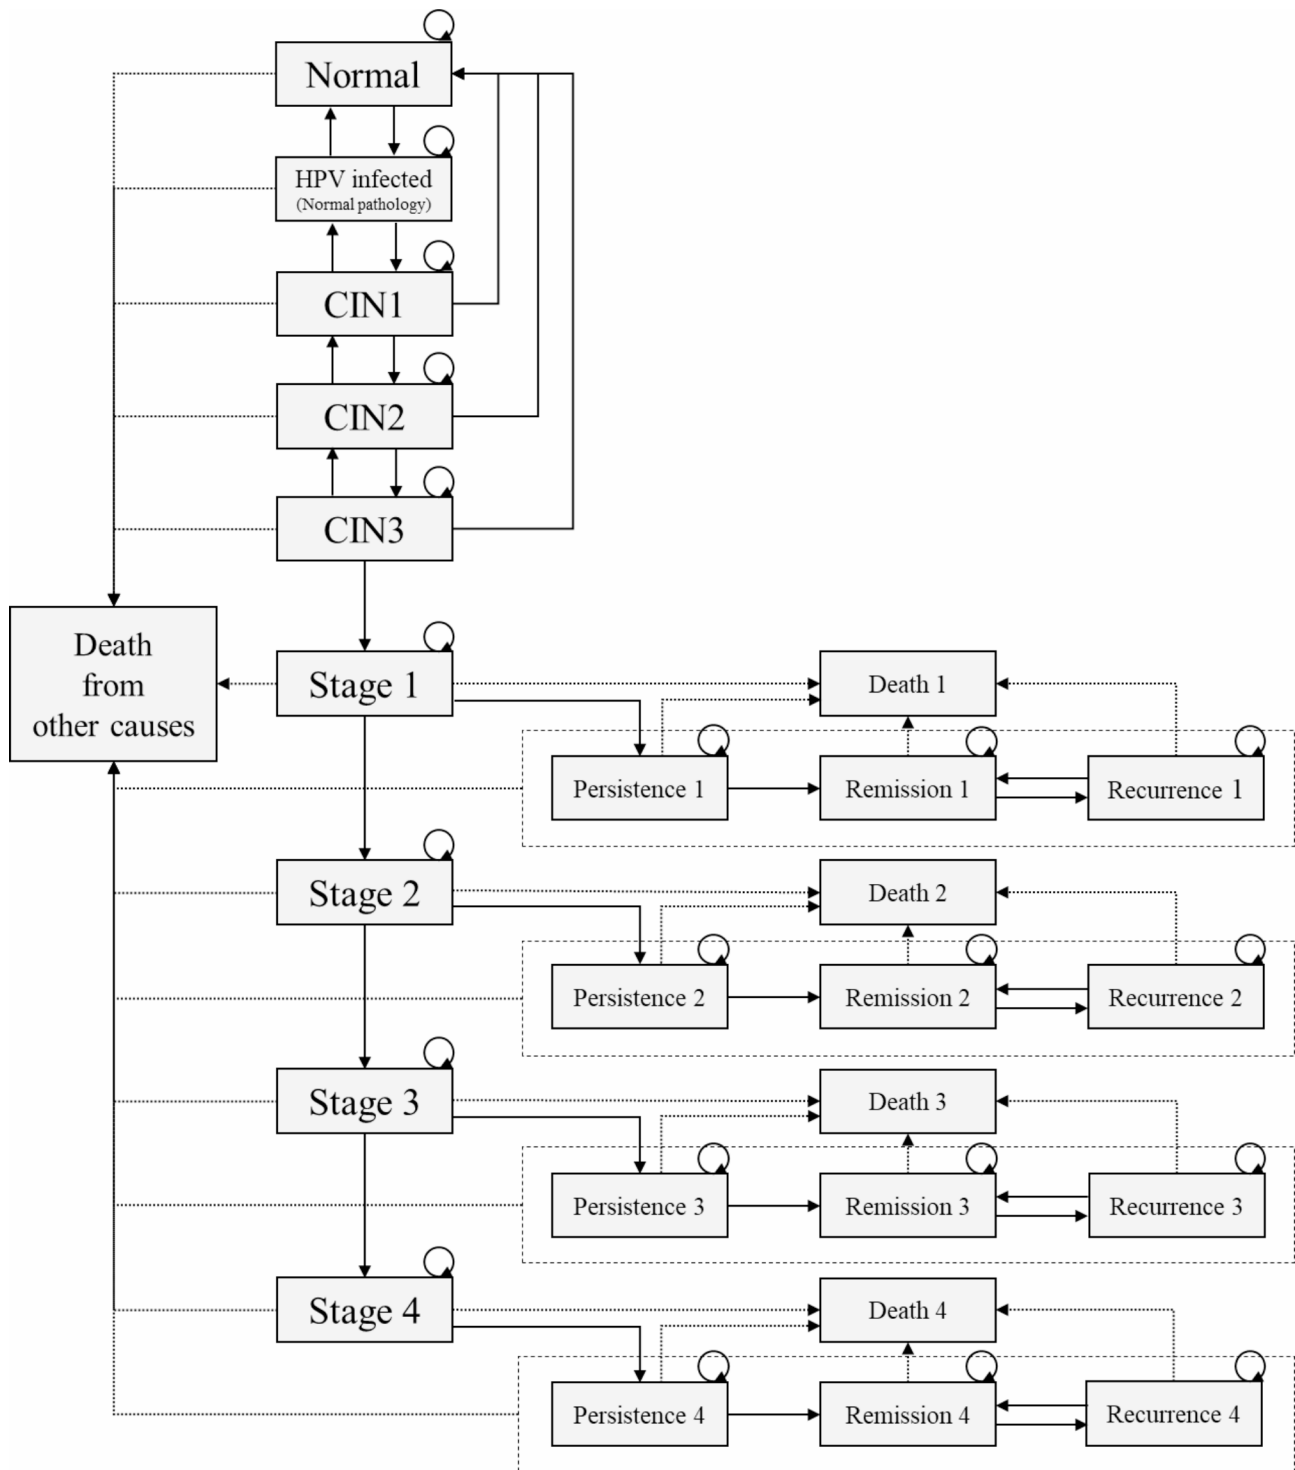 Normal
HPV infected
(Normal pathology)
CIN1
CIN2
CIN3
Death
from
other causes
Stage 1
Death 1
Persistence 1
Remission 1
Recurrence 1
Stage 2
Death 2
Persistence 2
Remission 2
Recurrence 2
Stage 3
Death 3
Persistence 3
Remission 3
Recurrence 3
Stage 4
Death 4
Persistence 4
Remission 4
Recurrence 4